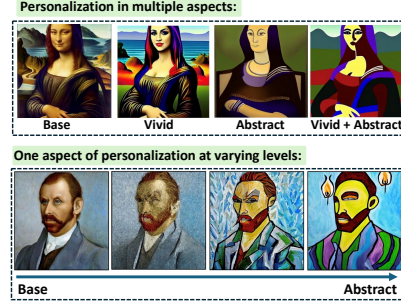 Personalization in multiple aspects:
Base Vivid Abstract Vivid + Abstract
One aspect of personalization at varying levels:
Base Abstract